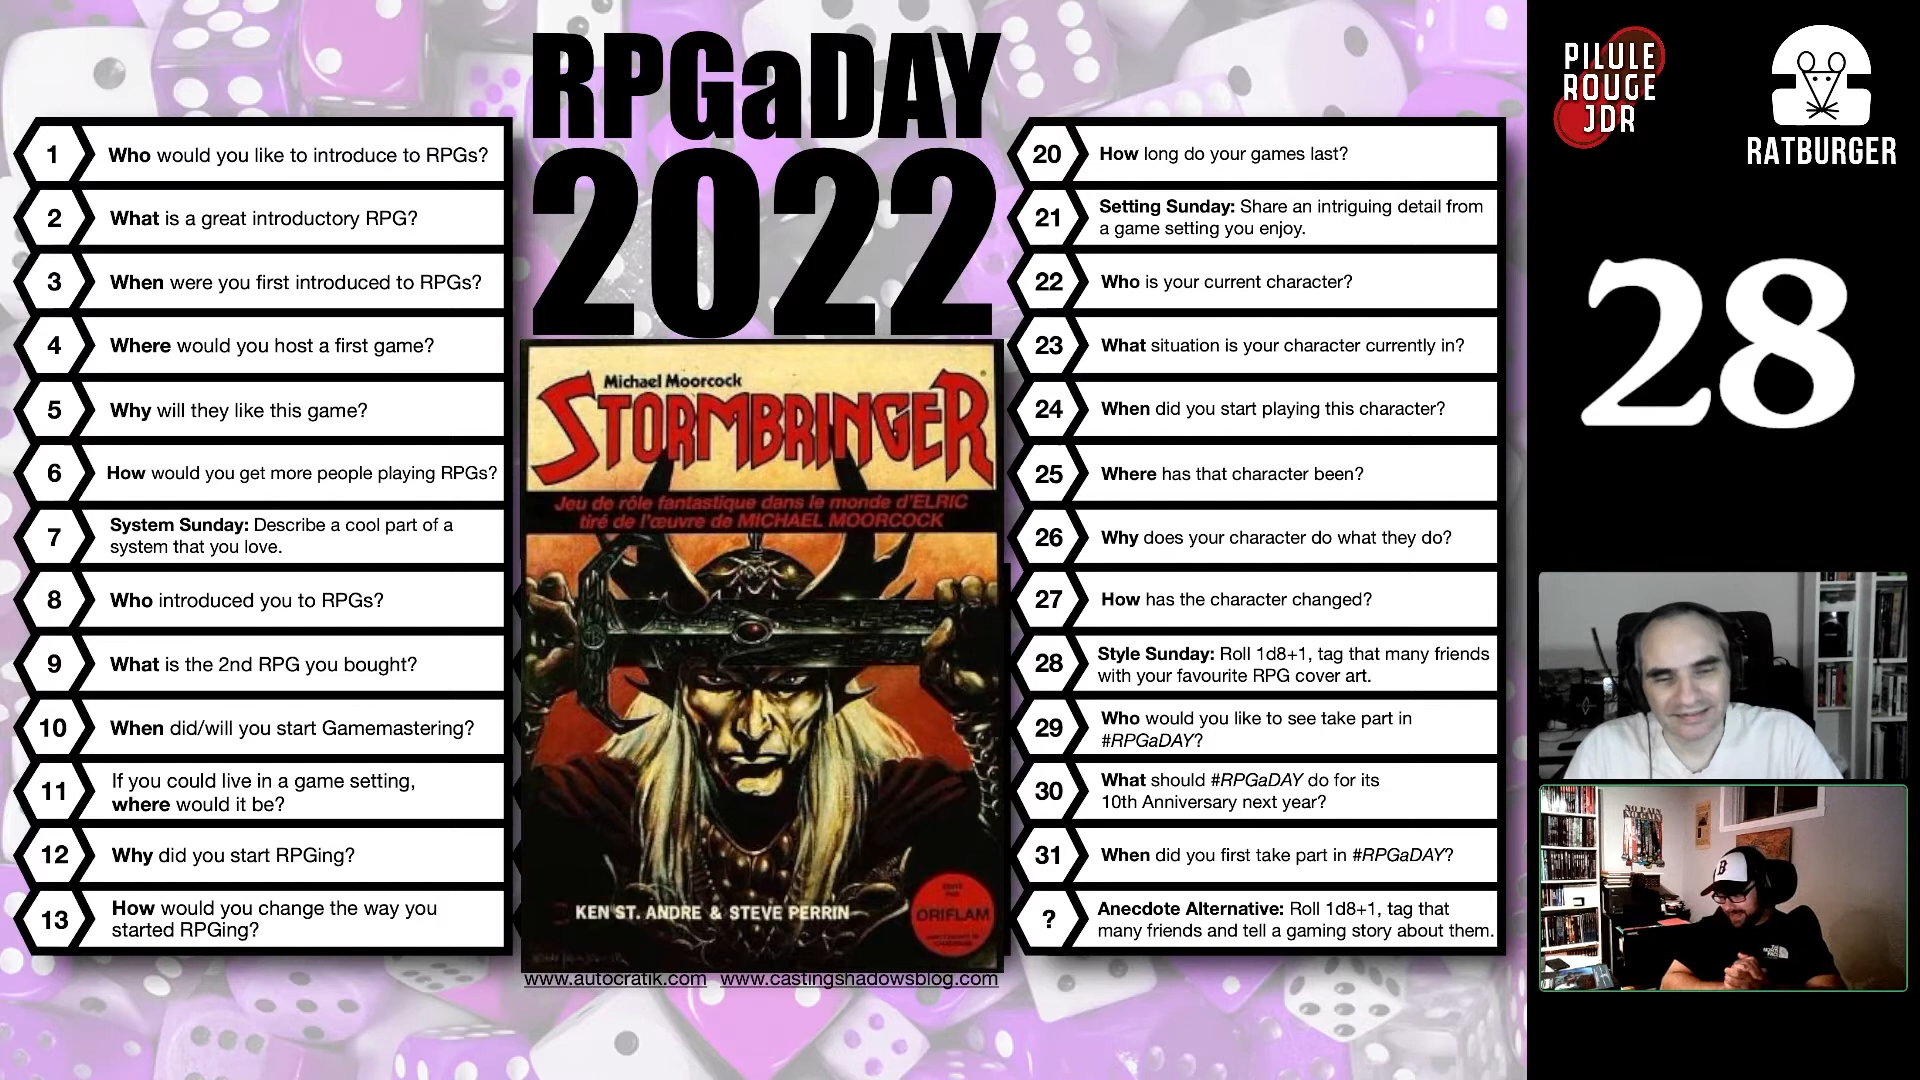 RPGaDAY
2022
1
Who would you like to introduce to RPGs?
2
What is a great introductory RPG?
3
When were you first introduced to RPGs?
4
Where would you host a first game?
5
Why will they like this game?
6
How would you get more people playing RPGs?
7
System Sunday: Describe a cool part of a
system that you love.
8
Who introduced you to RPGs?
9
What is the 2nd RPG you bought?
10
When did/will you start Gamemastering?
11
If you could live in a game setting,
where would it be?
12
Why did you start RPGing?
13
How would you change the way you
started RPGing?
Michael Moorcock
STORMBRINGER
Jeu de rôle fantastique dans le monde d'ELRIC
tiré de l'œuvre de MICHAEL MOORCOCK
KEN ST. ANDRE & STEVE PERRIN
ORIFLAM
www.autocratik.com www.castingshadowsblog.com
20
How long do your games last?
21
Setting Sunday: Share an intriguing detail from
a game setting you enjoy.
22
Who is your current character?
23
What situation is your character currently in?
24
When did you start playing this character?
25
Where has that character been?
26
Why does your character do what they do?
27
How has the character changed?
28
Style Sunday: Roll 1d8+1, tag that many friends
with your favourite RPG cover art.
29
Who would you like to see take part in
#RPGaDAY?
30
What should #RPGaDAY do for its
10th Anniversary next year?
31
When did you first take part in #RPGaDAY?
?
Anecdote Alternative: Roll 1d8+1, tag that
many friends and tell a gaming story about them.
PILULE
ROUGE
JDR
RATBURGER
28
NO PAIN
B